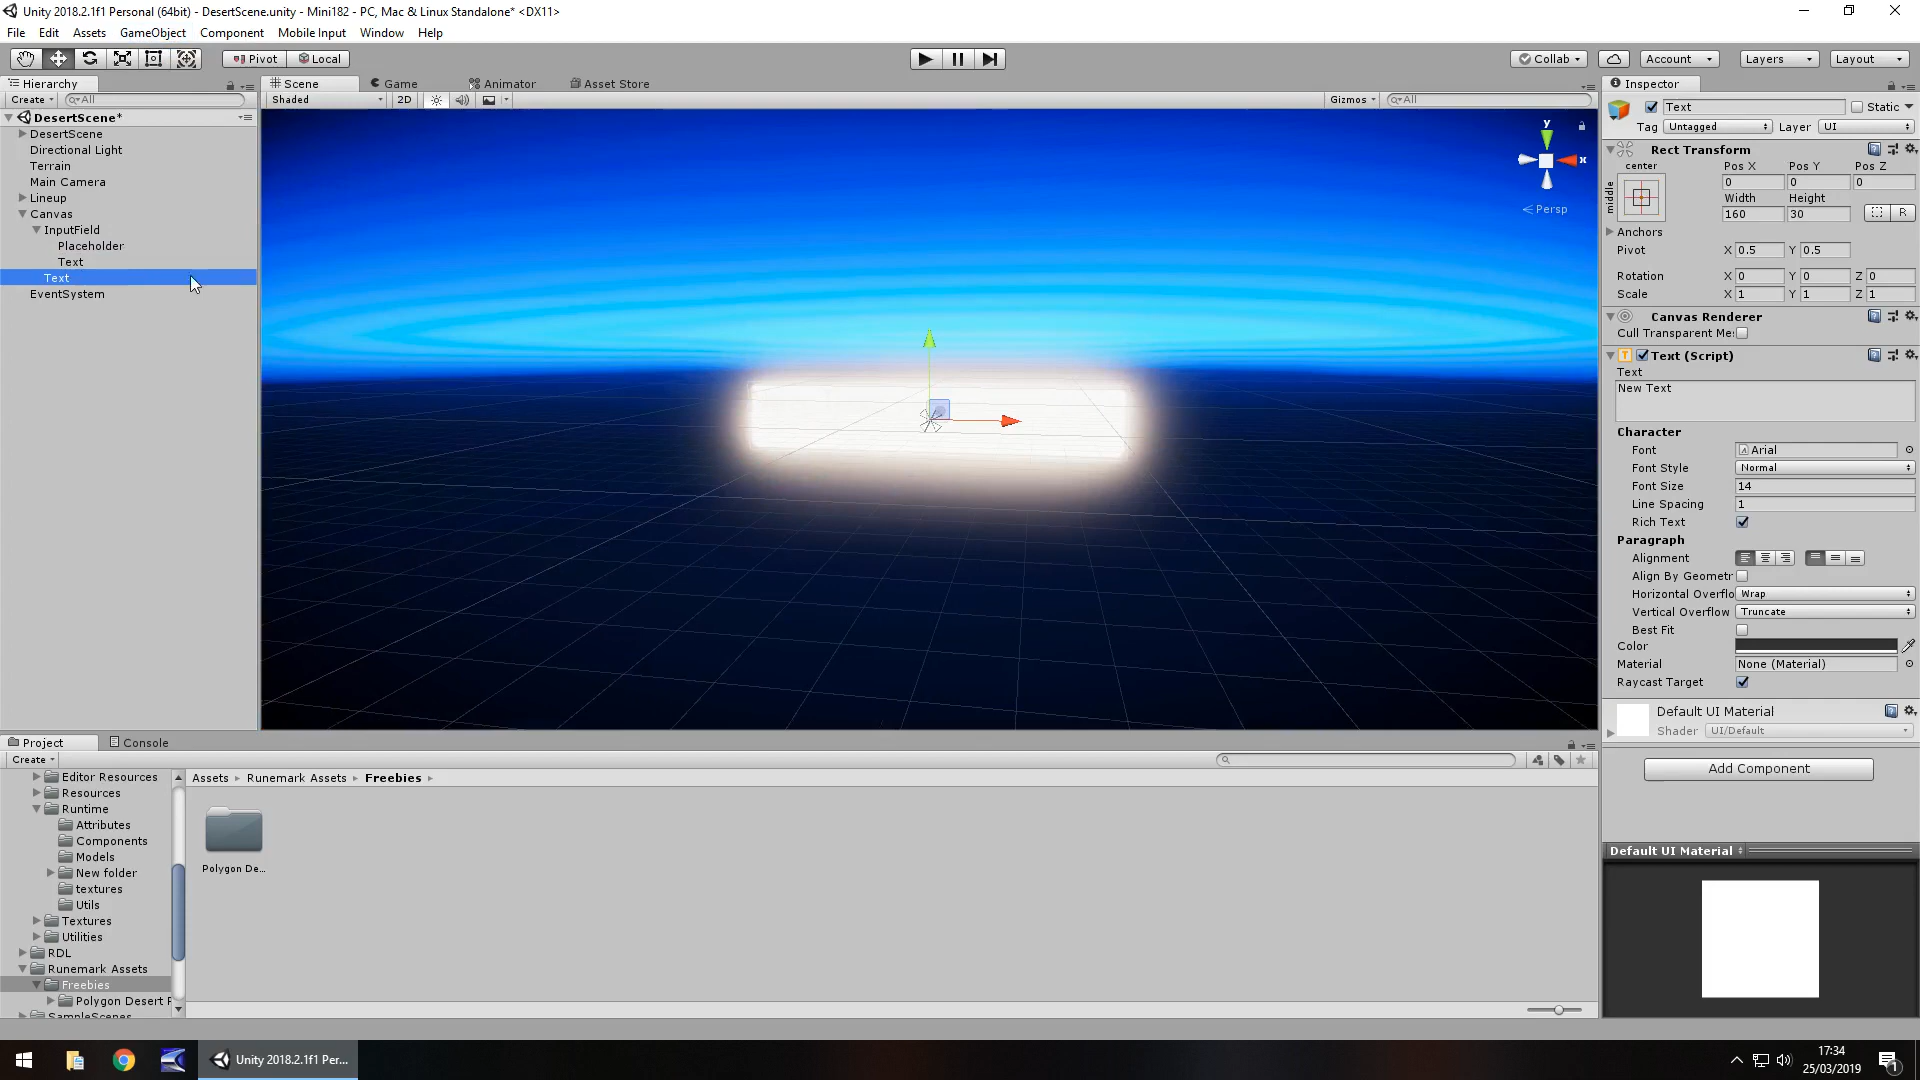 Unity 2018.2.1f1 Personal (64bit) - DesertScene.unity - Mini182 - PC, Mac & Linux Standalone* <DX11>
File Edit Assets GameObject Component Mobile Input Window Help
Pivot Local Collab Account Layers Layout
Hierarchy Scene Game Animator Asset Store Inspector
Create All Shaded 2D Gizmos All
DesertScene*
DesertScene
Directional Light
Terrain
Main Camera
Lineup
Canvas
InputField
Placeholder
Text
Text
EventSystem
y
x
Persp
Text Static
Tag Untagged Layer UI
Rect Transform
center Pos X Pos Y Pos Z
middle 0 0 0
Width Height
160 30 R
Anchors
Pivot X 0.5 Y 0.5
Rotation X 0 Y 0 Z 0
Scale X 1 Y 1 Z 1
Canvas Renderer
Cull Transparent Me:
Text (Script)
Text
New Text
Character
Font Arial
Font Style Normal
Font Size 14
Line Spacing 1
Rich Text
Paragraph
Alignment
Align By Geometr
Horizontal Overflo Wrap
Vertical Overflow Truncate
Best Fit
Color
Material None (Material)
Raycast Target
Default UI Material
Shader UI/Default
Add Component
Default UI Material
Project Console
Create
Editor Resources
Resources
Runtime
Attributes
Components
Models
New folder
textures
Utils
Textures
Utilities
RDL
Runemark Assets
Freebies
Polygon Desert P
SampleScenes
Assets Runemark Assets Freebies
Polygon De...
Unity 2018.2.1f1 Per...
17:34
25/03/2019
1